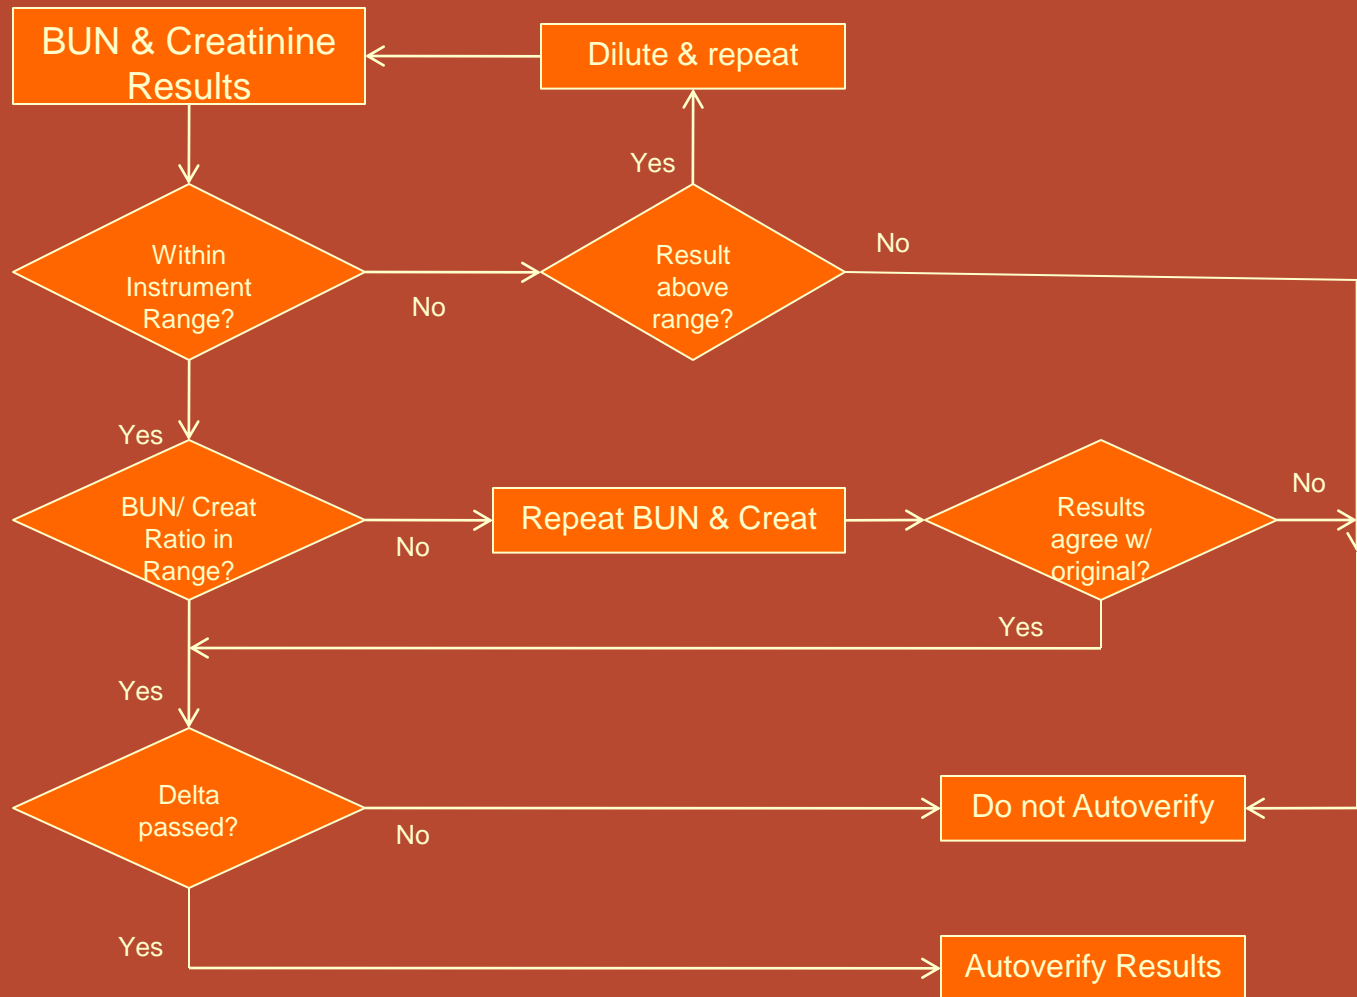 BUN & Creatinine
Results
Dilute & repeat
Yes
Within
Instrument
Range?
No
Result
above
range?
No
Yes
BUN/ Creat
Ratio in
Range?
No
Repeat BUN & Creat
Results
agree w/
original?
No
Yes
Yes
Delta
passed?
No
Do not Autoverify
Yes
Autoverify Results